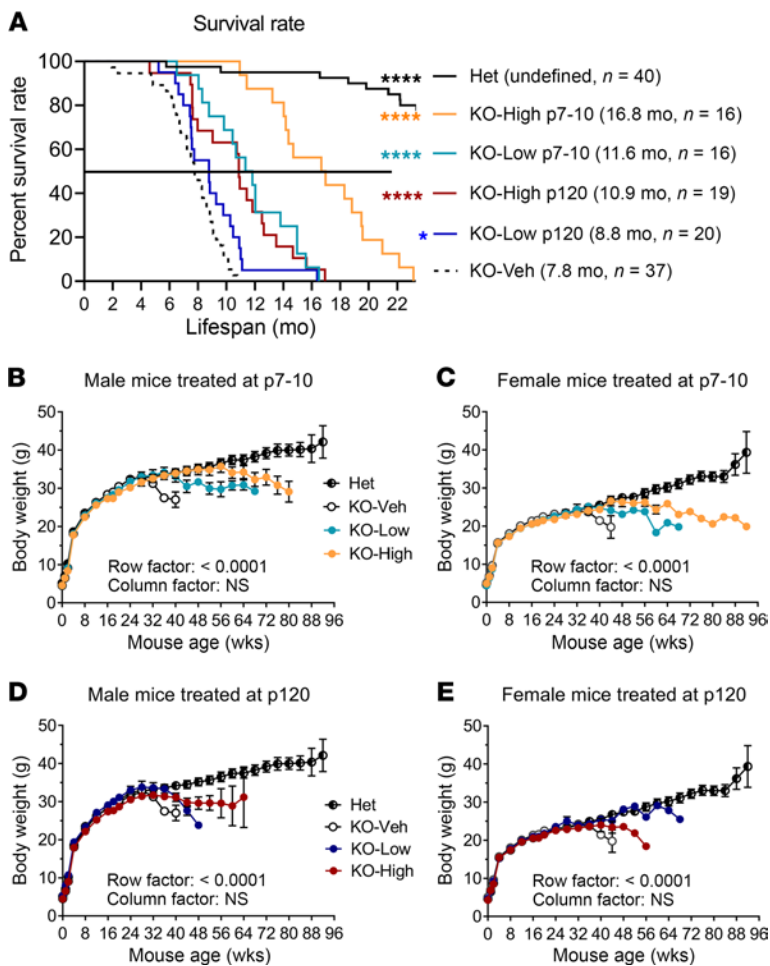 A
Survival rate
Percent survival rate
100
80
60
40
20
0
0 2 4 6 8 10 12 14 16 18 20 22
Lifespan (mo)
**** Het (undefined, n = 40)
**** KO-High p7-10 (16.8 mo, n = 16)
**** KO-Low p7-10 (11.6 mo, n = 16)
**** KO-High p120 (10.9 mo, n = 19)
* KO-Low p120 (8.8 mo, n = 20)
KO-Veh (7.8 mo, n = 37)
B
Male mice treated at p7-10
Body weight (g)
50
40
30
20
10
0
Het
KO-Veh
KO-Low
KO-High
Row factor: < 0.0001
Column factor: NS
0 8 16 24 32 40 48 56 64 72 80 88 96
Mouse age (wks)
C
Female mice treated at p7-10
Body weight (g)
50
40
30
20
10
0
Row factor: < 0.0001
Column factor: NS
0 8 16 24 32 40 48 56 64 72 80 88 96
Mouse age (wks)
D
Male mice treated at p120
Body weight (g)
50
40
30
20
10
0
Het
KO-Veh
KO-Low
KO-High
Row factor: < 0.0001
Column factor: NS
0 8 16 24 32 40 48 56 64 72 80 88 96
Mouse age (wks)
E
Female mice treated at p120
Body weight (g)
50
40
30
20
10
0
Row factor: < 0.0001
Column factor: NS
0 8 16 24 32 40 48 56 64 72 80 88 96
Mouse age (wks)